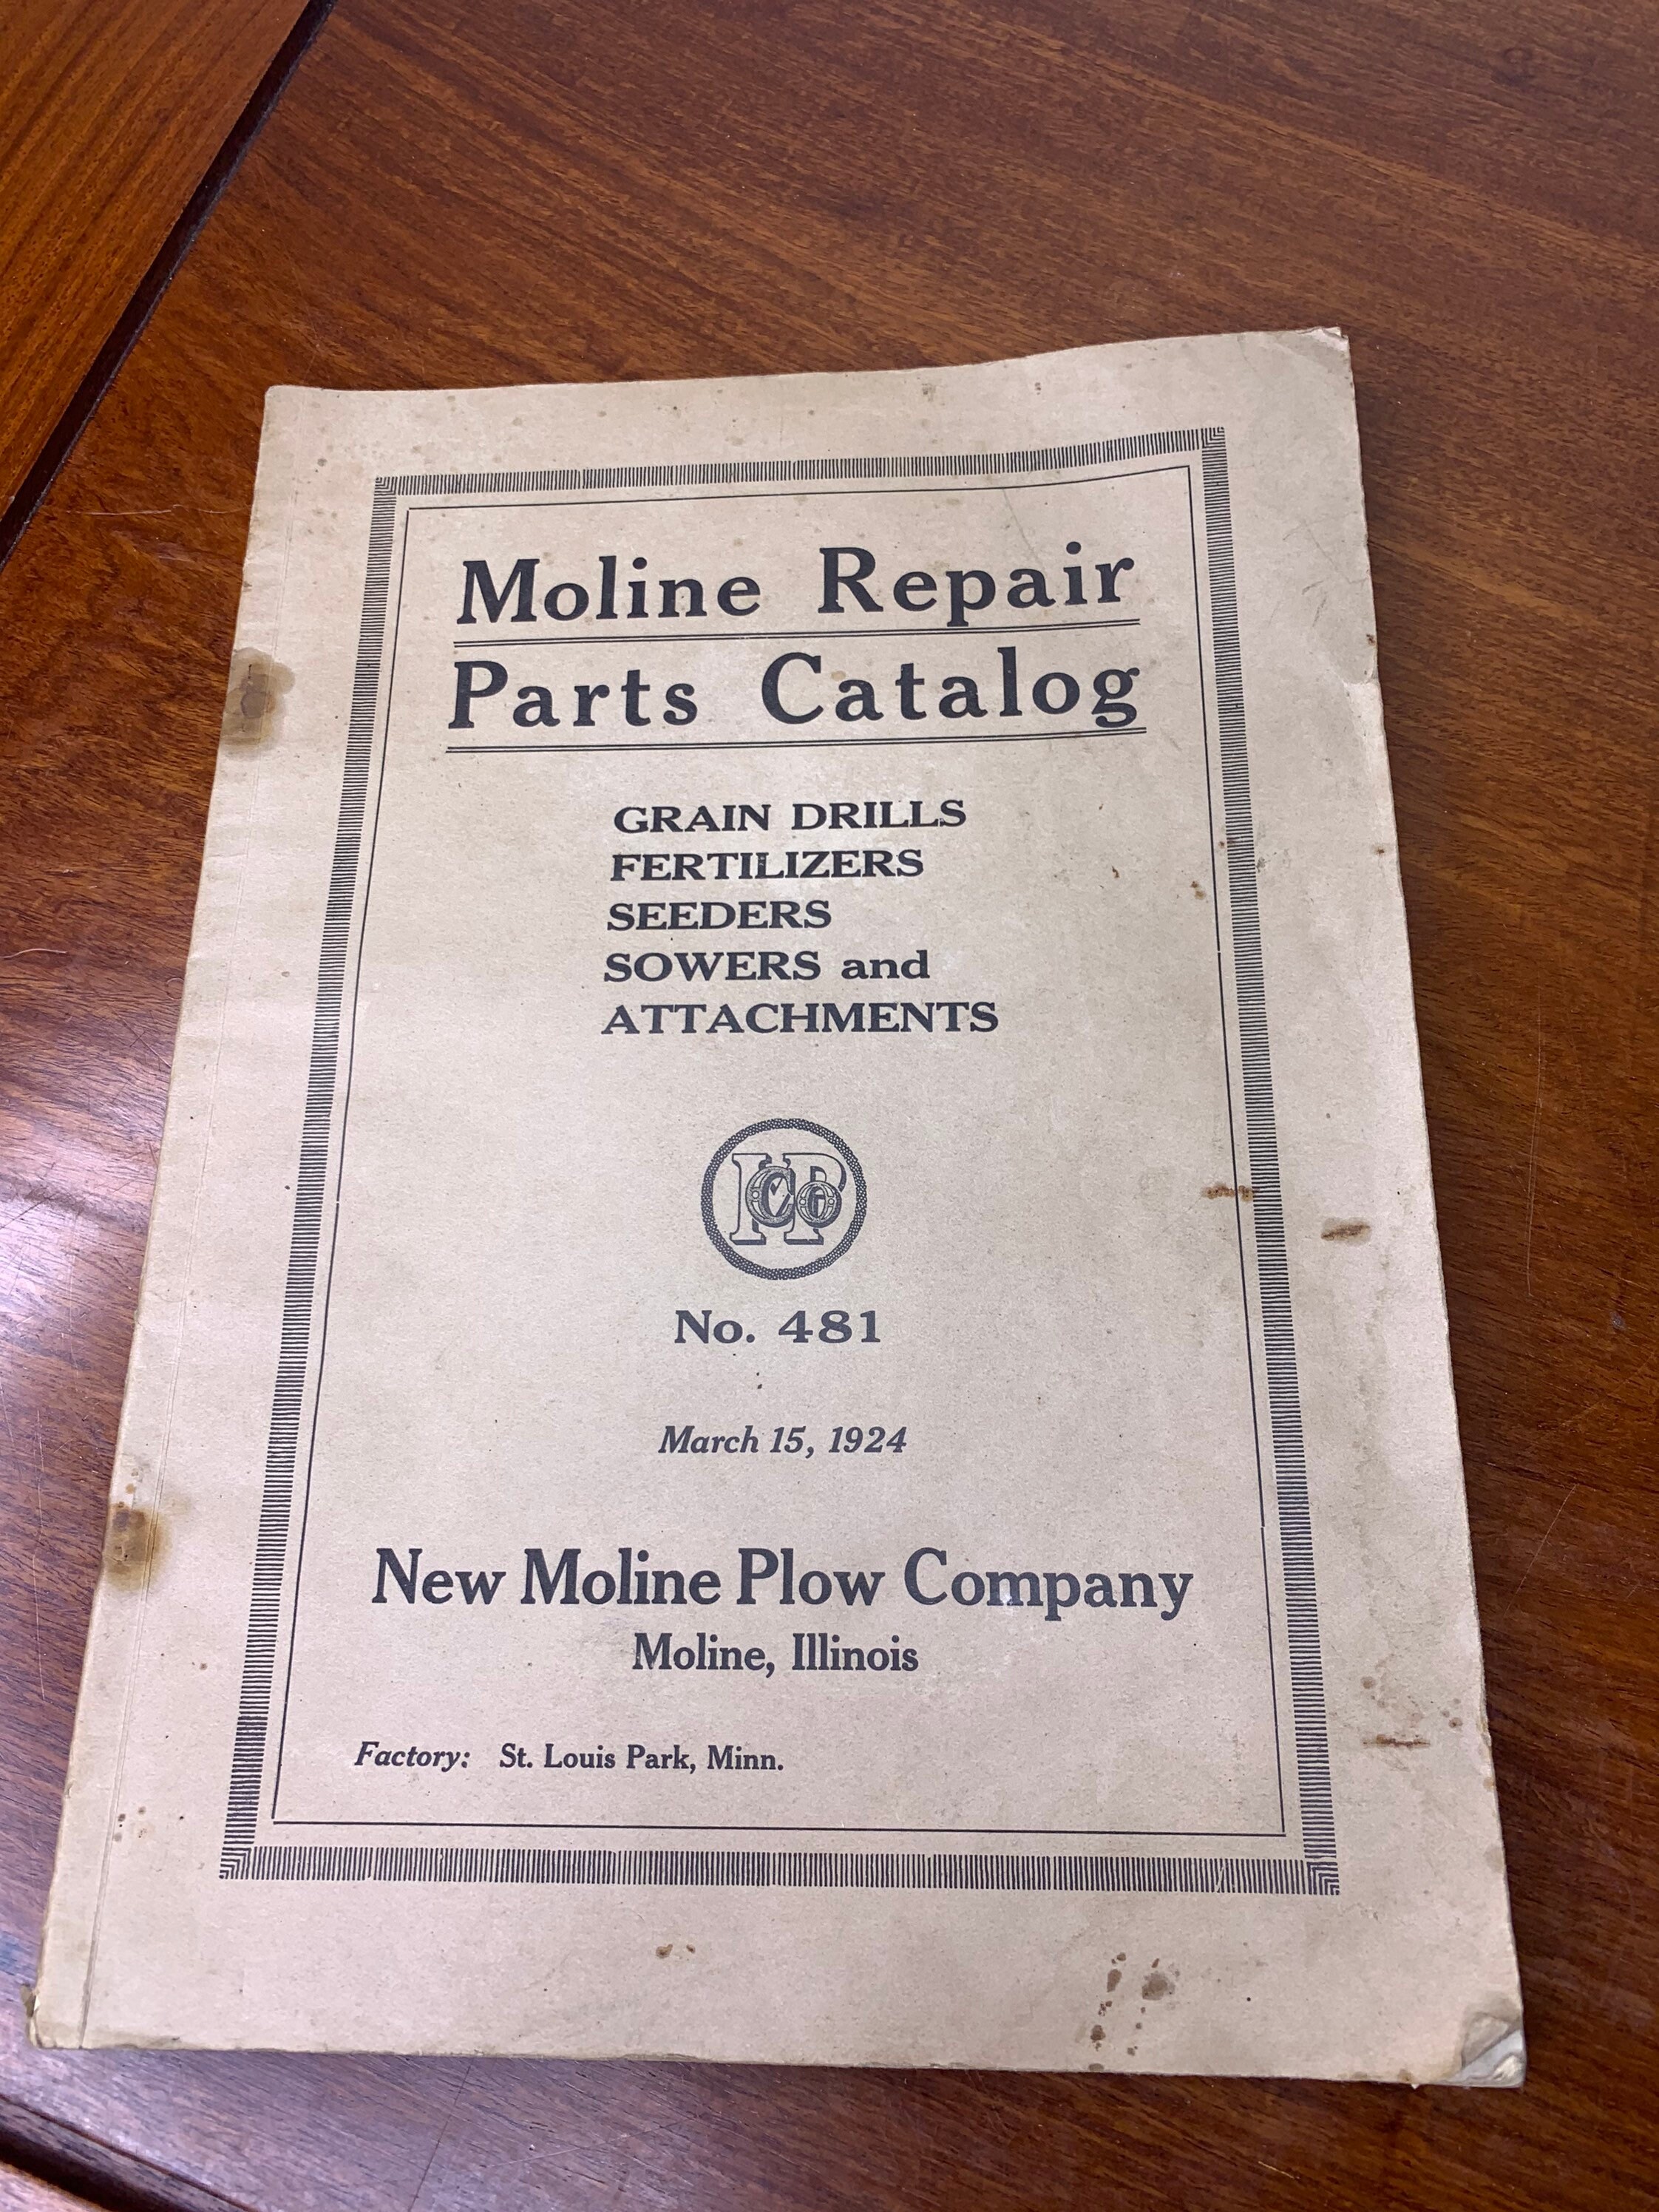 Moline Repair
Parts Catalog
GRAIN DRILLS
FERTILIZERS
SEEDERS
SOWERS and
ATTACHMENTS
No. 481
March 15, 1924
New Moline Plow Company
Moline, Illinois
Factory: St. Louis Park, Minn.